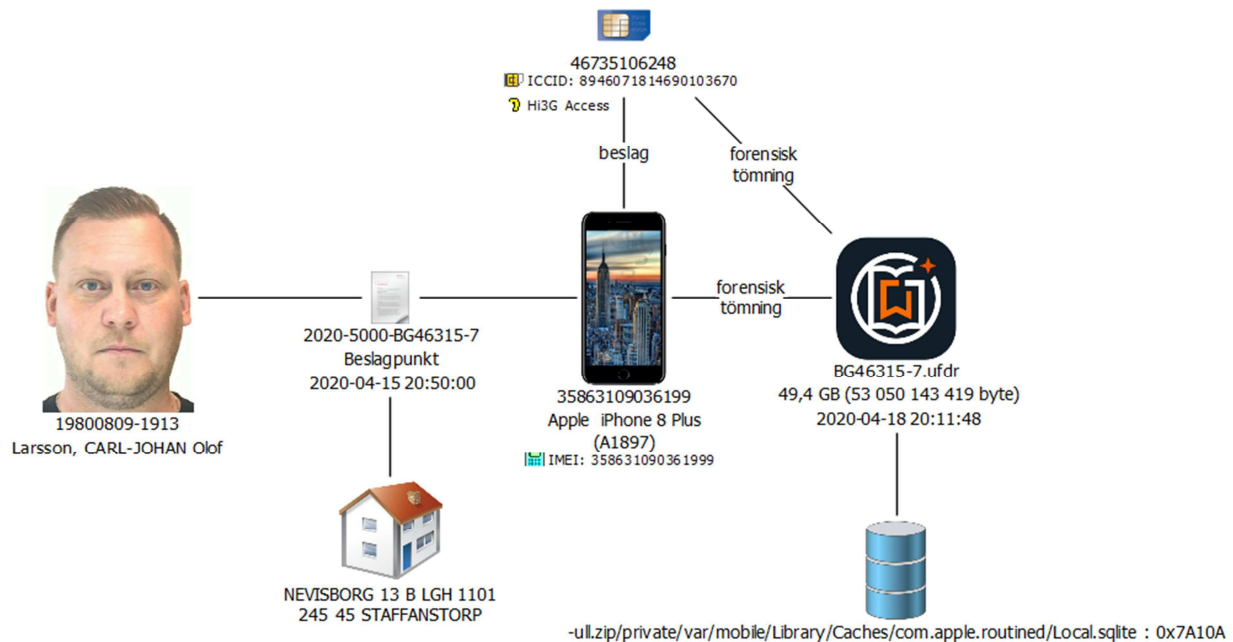 46735106248
ICCID: 8946071814690103670
Hi3G Access
beslag
forensisk
tömning
forensisk
tömning
2020-5000-BG46315-7
Beslagpunkt
2020-04-15 20:50:00
35863109036199
Apple iPhone 8 Plus
(A1897)
IMEI: 358631090361999
BG46315-7.ufdr
49,4 GB (53 050 143 419 byte)
2020-04-18 20:11:48
19800809-1913
Larsson, CARL-JOHAN Olof
NEVISBORG 13 B LGH 1101
245 45 STAFFANSTORP
-ull.zip/private/var/mobile/Library/Caches/com.apple.routined/Local.sqlite : 0x7A10A